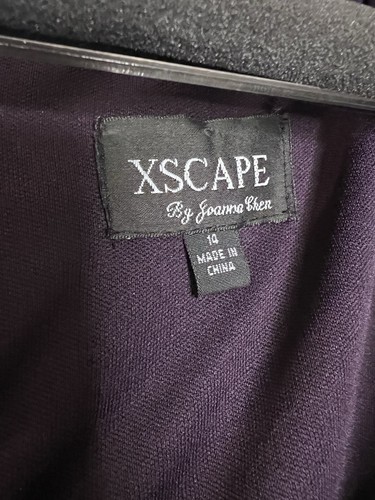 XSCAPE
By Joanna Chen
14
MADE IN
CHINA